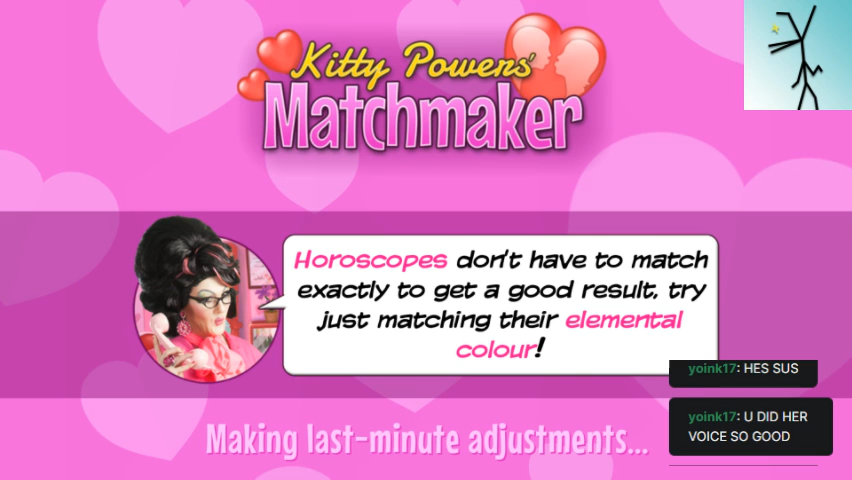 Kitty Powers'
Matchmaker
Horoscopes don't have to match
exactly to get a good result, try
just matching their elemental
colour!
yoink17: HES SUS
yoink17: U DID HER
VOICE SO GOOD
Making last-minute adjustments...